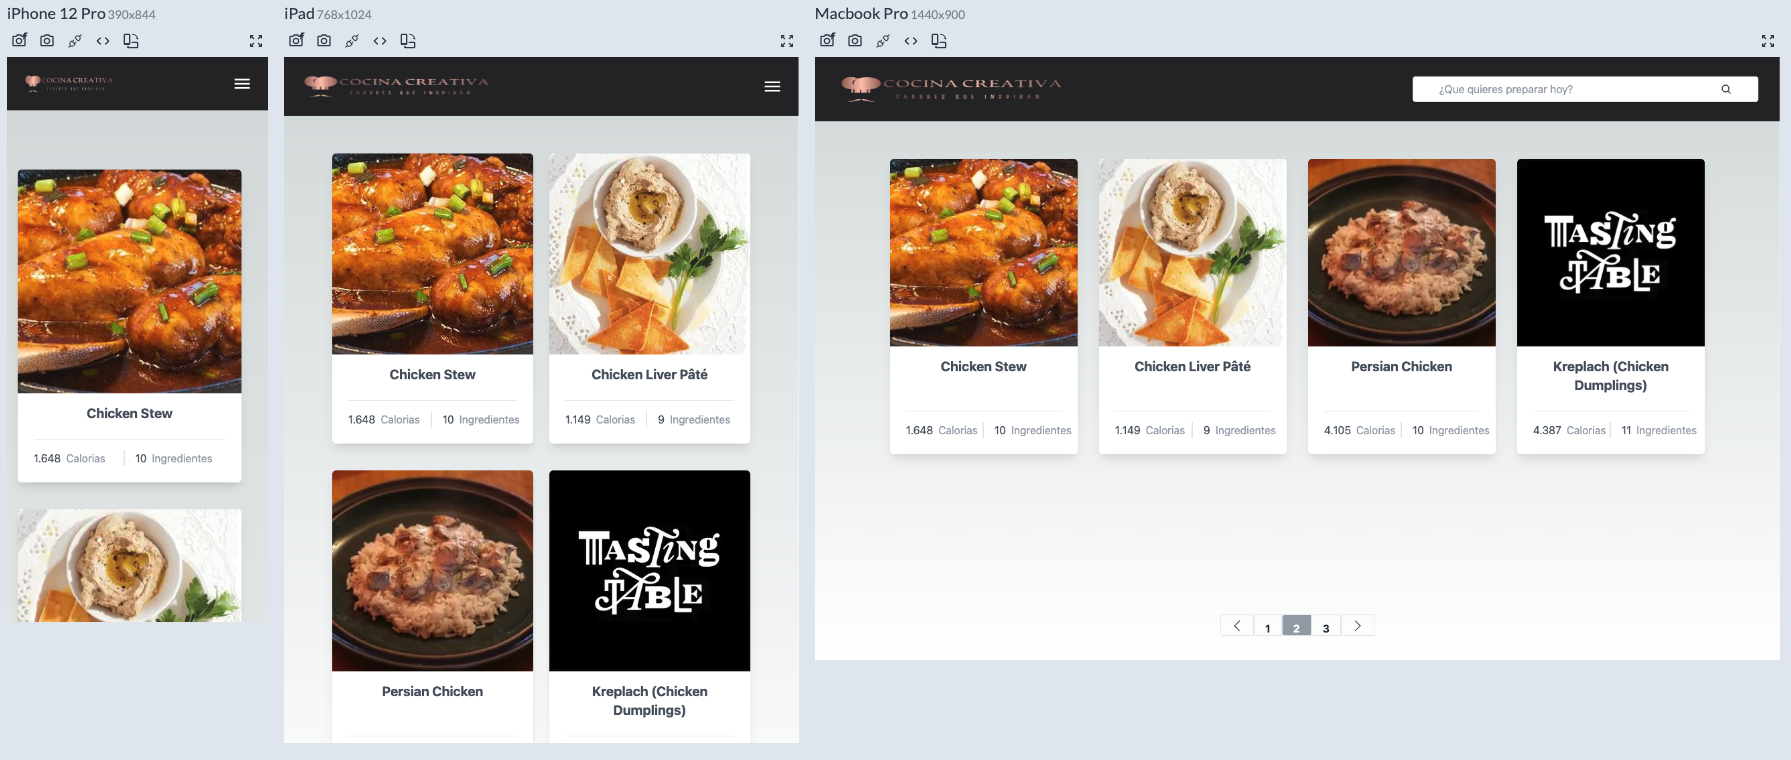 iPhone 12 Pro 390x844
COCINA CREATIVA
SABORES QUE INSPIRAN
Chicken Stew
1.648 Calorias
10 Ingredientes
iPad 768x1024
COCINA CREATIVA
SABORES QUE INSPIRAN
Chicken Stew
1.648 Calorias
10 Ingredientes
Chicken Liver Pâté
1.149 Calorias
9 Ingredientes
Persian Chicken
TASTING
TABLE
Kreplach (Chicken
Dumplings)
Macbook Pro 1440x900
COCINA CREATIVA
SABORES QUE INSPIRAN
¿Que quieres preparar hoy?
Chicken Stew
1.648 Calorias
10 Ingredientes
Chicken Liver Pâté
1.149 Calorias
9 Ingredientes
Persian Chicken
4.105 Calorias
10 Ingredientes
TASTING
TABLE
Kreplach (Chicken
Dumplings)
4.387 Calorias
11 Ingredientes
1 2 3